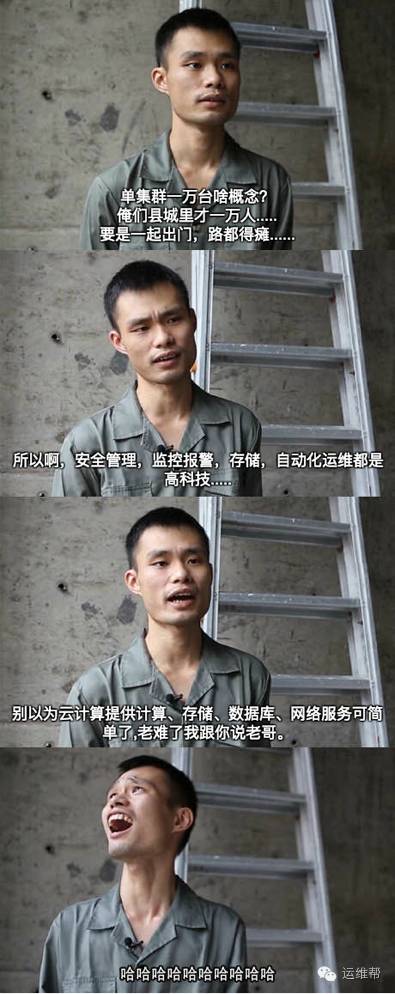 单集群一万台啥概念?
俺们县城里才一万人.....
要是一起出门，路都得瘫......
所以啊，安全管理，监控报警，存储，自动化运维都是
高科技.....
别以为云计算提供计算、存储、数据库、网络服务可简
单了,老难了我跟你说老哥。
哈哈哈哈哈哈哈哈哈哈
运维帮